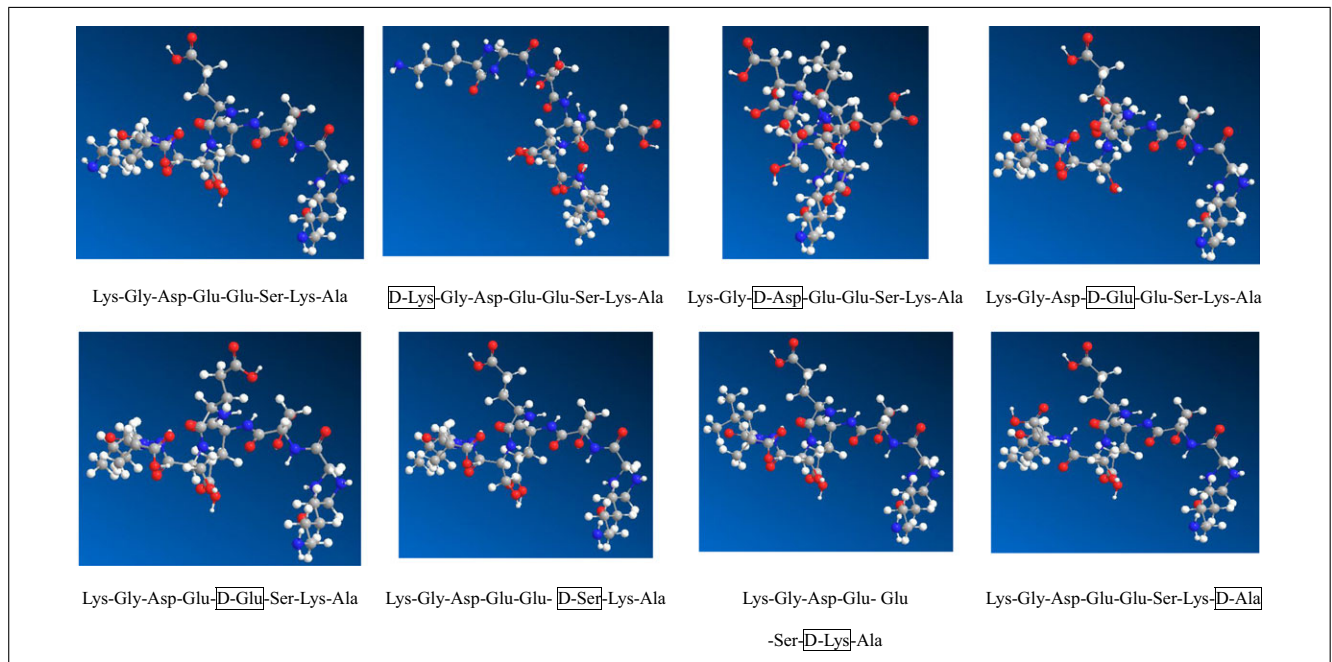 Lys-Gly-Asp-Glu-Glu-Ser-Lys-Ala
D-Lys-Gly-Asp-Glu-Glu-Ser-Lys-Ala
Lys-Gly-D-Asp-Glu-Glu-Ser-Lys-Ala
Lys-Gly-Asp-D-Glu-Glu-Ser-Lys-Ala
Lys-Gly-Asp-Glu-D-Glu-Ser-Lys-Ala
Lys-Gly-Asp-Glu-Glu- D-Ser-Lys-Ala
Lys-Gly-Asp-Glu- Glu
-Ser-D-Lys-Ala
Lys-Gly-Asp-Glu-Glu-Ser-Lys-D-Ala